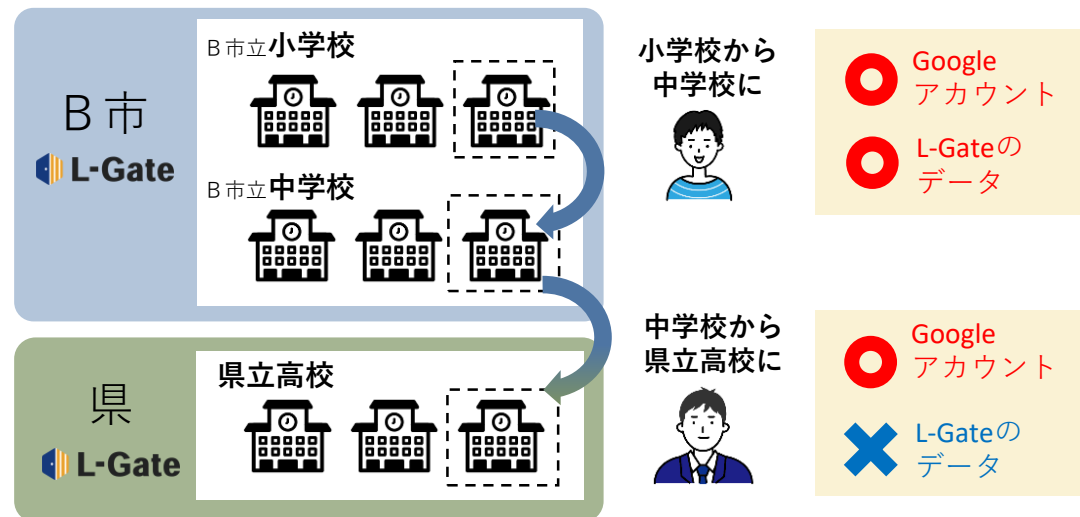 B市
L-Gate
B市立小学校
B市立中学校
小学校から
中学校に
Google
アカウント
L-Gateの
データ
県
L-Gate
県立高校
中学校から
県立高校に
Google
アカウント
L-Gateの
データ